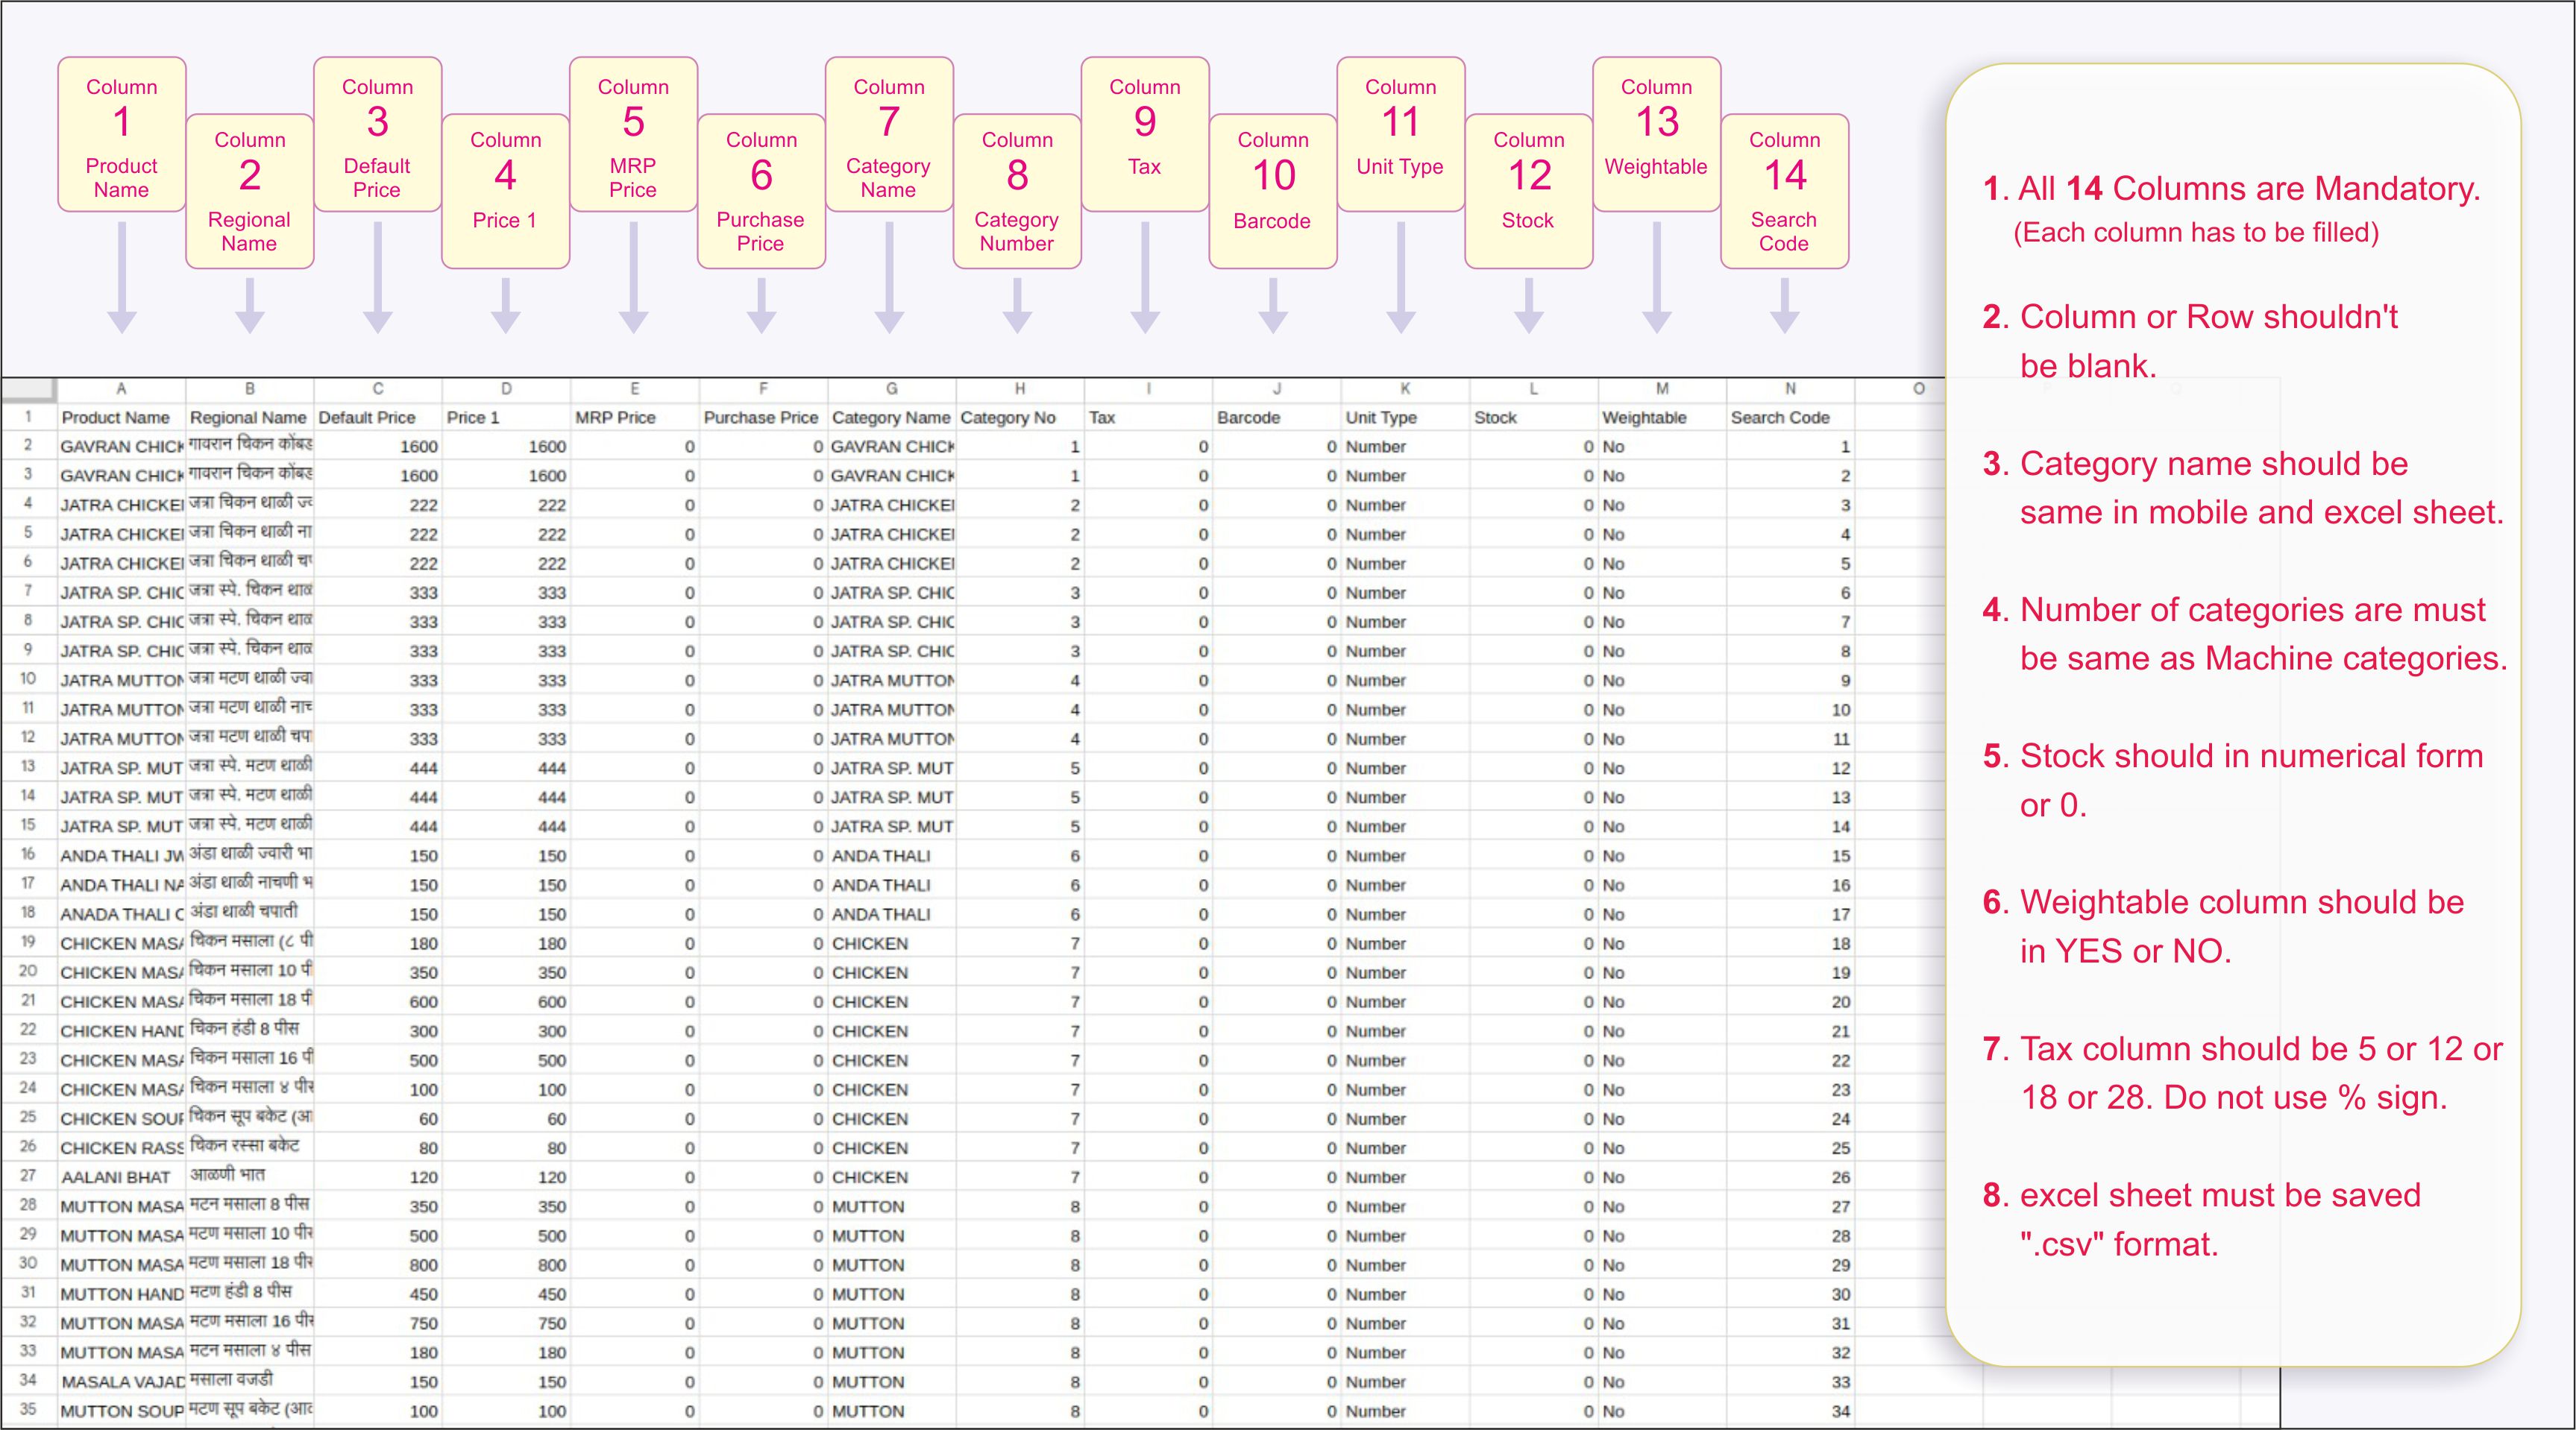 Column 1 Product Name
Column 2 Regional Name
Column 3 Default Price
Column 4 Price 1
Column 5 MRP Price
Column 6 Purchase Price
Column 7 Category Name
Column 8 Category Number
Column 9 Tax
Column 10 Barcode
Column 11 Unit Type
Column 12 Stock
Column 13 Weightable
Column 14 Search Code
A B C D E F G H I J K L M N O
1 Product Name Regional Name Default Price Price 1 MRP Price Purchase Price Category Name Category No Tax Barcode Unit Type Stock Weightable Search Code
2 GAVRAN CHICK गावरान चिकन कोंबड 1600 1600 0 0 GAVRAN CHICK 1 0 0 Number 0 No 1
3 GAVRAN CHICK गावरान चिकन कोंबड 1600 1600 0 0 GAVRAN CHICK 1 0 0 Number 0 No 2
4 JATRA CHICKEI जत्रा चिकन थाळी ज्व 222 222 0 0 JATRA CHICKEI 2 0 0 Number 0 No 3
5 JATRA CHICKEI जत्रा चिकन थाळी ना 222 222 0 0 JATRA CHICKEI 2 0 0 Number 0 No 4
6 JATRA CHICKEI जत्रा चिकन थाळी चप 222 222 0 0 JATRA CHICKEI 2 0 0 Number 0 No 5
7 JATRA SP. CHIC जत्रा स्पे. चिकन थाळ 333 333 0 0 JATRA SP. CHIC 3 0 0 Number 0 No 6
8 JATRA SP. CHIC जत्रा स्पे. चिकन थाळ 333 333 0 0 JATRA SP. CHIC 3 0 0 Number 0 No 7
9 JATRA SP. CHIC जत्रा स्पे. चिकन थाळ 333 333 0 0 JATRA SP. CHIC 3 0 0 Number 0 No 8
10 JATRA MUTTON जत्रा मटण थाळी ज्वा 333 333 0 0 JATRA MUTTON 4 0 0 Number 0 No 9
11 JATRA MUTTON जत्रा मटण थाळी नाच 333 333 0 0 JATRA MUTTON 4 0 0 Number 0 No 10
12 JATRA MUTTON जत्रा मटण थाळी चपा 333 333 0 0 JATRA MUTTON 4 0 0 Number 0 No 11
13 JATRA SP. MUT जत्रा स्पे. मटण थाळी 444 444 0 0 JATRA SP. MUT 5 0 0 Number 0 No 12
14 JATRA SP. MUT जत्रा स्पे. मटण थाळी 444 444 0 0 JATRA SP. MUT 5 0 0 Number 0 No 13
15 JATRA SP. MUT जत्रा स्पे. मटण थाळी 444 444 0 0 JATRA SP. MUT 5 0 0 Number 0 No 14
16 ANDA THALI JW अंडा थाळी ज्वारी भा 150 150 0 0 ANDA THALI 6 0 0 Number 0 No 15
17 ANDA THALI NA अंडा थाळी नाचणी भ 150 150 0 0 ANDA THALI 6 0 0 Number 0 No 16
18 ANADA THALI C अंडा थाळी चपाती 150 150 0 0 ANDA THALI 6 0 0 Number 0 No 17
19 CHICKEN MASA चिकन मसाला (८ पी 180 180 0 0 CHICKEN 7 0 0 Number 0 No 18
20 CHICKEN MASA चिकन मसाला 10 पी 350 350 0 0 CHICKEN 7 0 0 Number 0 No 19
21 CHICKEN MASA चिकन मसाला 18 पी 600 600 0 0 CHICKEN 7 0 0 Number 0 No 20
22 CHICKEN HAND चिकन हंडी 8 पीस 300 300 0 0 CHICKEN 7 0 0 Number 0 No 21
23 CHICKEN MASA चिकन मसाला 16 पी 500 500 0 0 CHICKEN 7 0 0 Number 0 No 22
24 CHICKEN MASA चिकन मसाला ४ पीस 100 100 0 0 CHICKEN 7 0 0 Number 0 No 23
25 CHICKEN SOUP चिकन सूप बकेट (आ 60 60 0 0 CHICKEN 7 0 0 Number 0 No 24
26 CHICKEN RASS चिकन रस्सा बकेट 80 80 0 0 CHICKEN 7 0 0 Number 0 No 25
27 AALANI BHAT आळणी भात 120 120 0 0 CHICKEN 7 0 0 Number 0 No 26
28 MUTTON MASA मटन मसाला 8 पीस 350 350 0 0 MUTTON 8 0 0 Number 0 No 27
29 MUTTON MASA मटण मसाला 10 पीस 500 500 0 0 MUTTON 8 0 0 Number 0 No 28
30 MUTTON MASA मटण मसाला 18 पीस 800 800 0 0 MUTTON 8 0 0 Number 0 No 29
31 MUTTON HAND मटण हंडी 8 पीस 450 450 0 0 MUTTON 8 0 0 Number 0 No 30
32 MUTTON MASA मटण मसाला 16 पीस 750 750 0 0 MUTTON 8 0 0 Number 0 No 31
33 MUTTON MASA मटन मसाला ४ पीस 180 180 0 0 MUTTON 8 0 0 Number 0 No 32
34 MASALA VAJAD मसाला वजडी 150 150 0 0 MUTTON 8 0 0 Number 0 No 33
35 MUTTON SOUP मटण सूप बकेट (आ 100 100 0 0 MUTTON 8 0 0 Number 0 No 34
1. All 14 Columns are Mandatory.
(Each column has to be filled)
2. Column or Row shouldn't
be blank.
3. Category name should be
same in mobile and excel sheet.
4. Number of categories are must
be same as Machine categories.
5. Stock should in numerical form
or 0.
6. Weightable column should be
in YES or NO.
7. Tax column should be 5 or 12 or
18 or 28. Do not use % sign.
8. excel sheet must be saved
".csv" format.